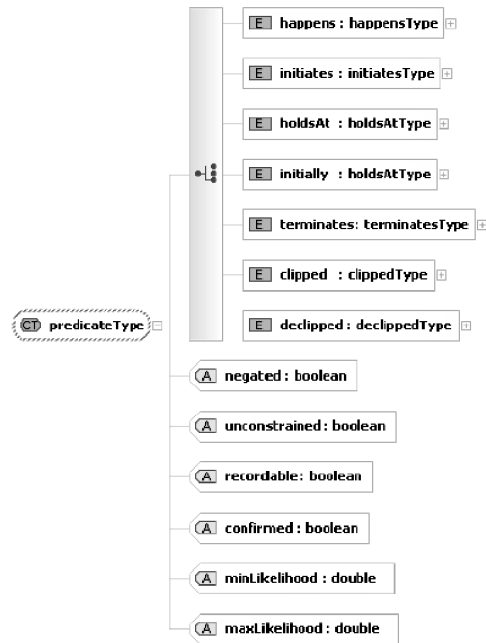 E happens : happensType
E initiates : initiatesType
E holdsAt : holdsAtType
E initially : holdsAtType
E terminates: terminatesType
E clipped : clippedType
CT predicateType
E declipped : declippedType
A negated : boolean
A unconstrained : boolean
A recordable: boolean
A confirmed : boolean
A minLikelihood : double
A maxLikelihood : double